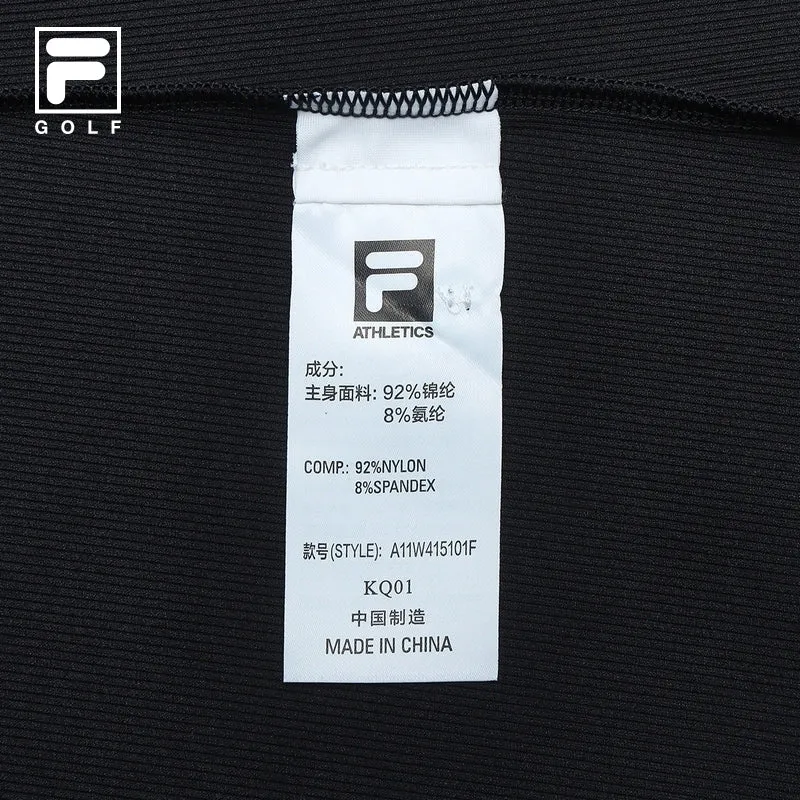 F
GOLF
F
ATHLETICS
成分:
主身面料: 92%锦纶
8%氨纶
COMP.: 92%NYLON
8%SPANDEX
款号(STYLE): A11W415101F
KQ01
中国制造
MADE IN CHINA